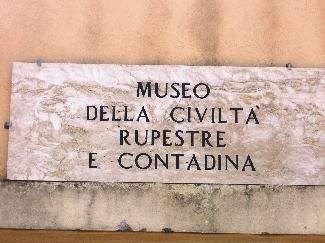 MUSEO
DELLA CIVILTA'
RUPESTRE
E CONTADINA